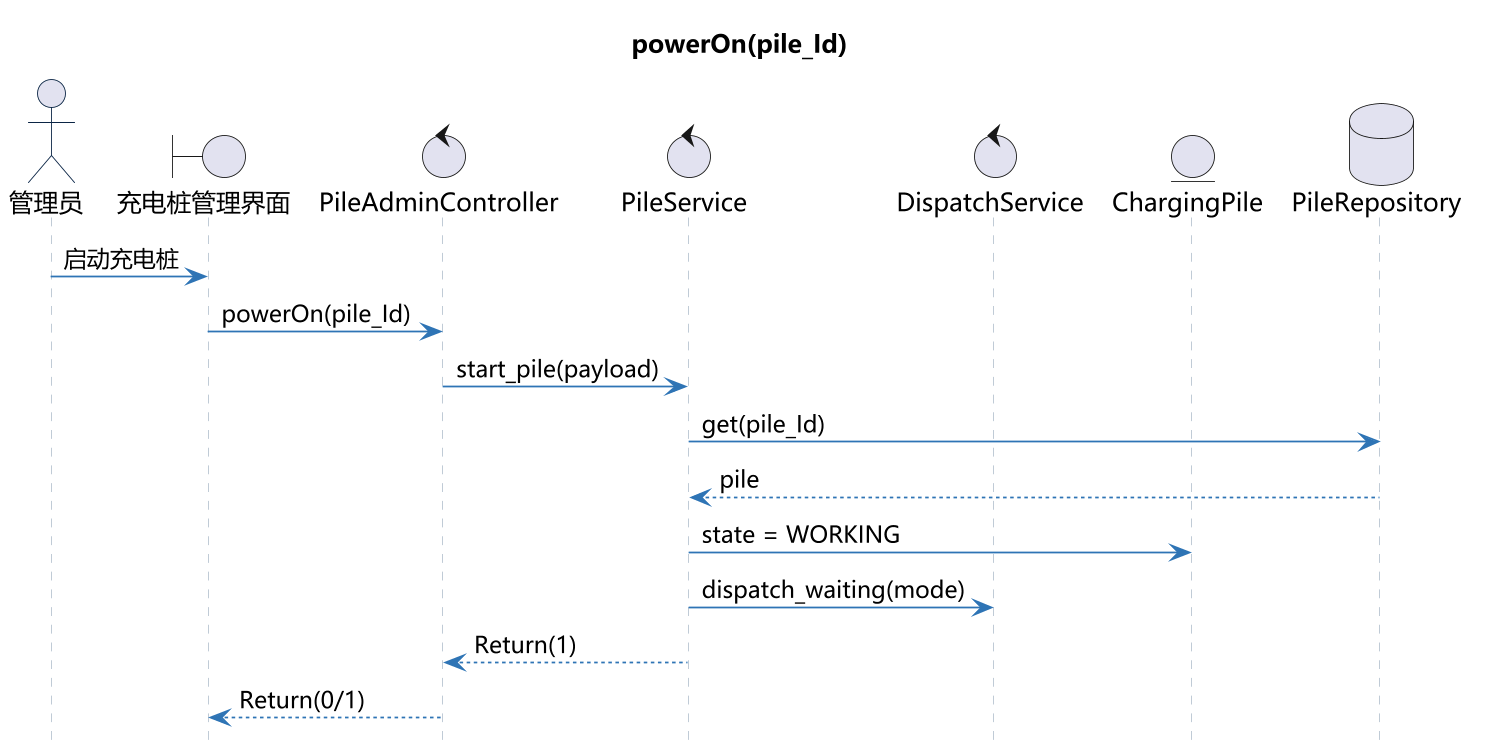 powerOn(pile_Id)
管理员
充电桩管理界面
PileAdminController
PileService
DispatchService
ChargingPile
PileRepository
启动充电桩
powerOn(pile_Id)
start_pile(payload)
get(pile_Id)
pile
state = WORKING
dispatch_waiting(mode)
Return(1)
Return(0/1)